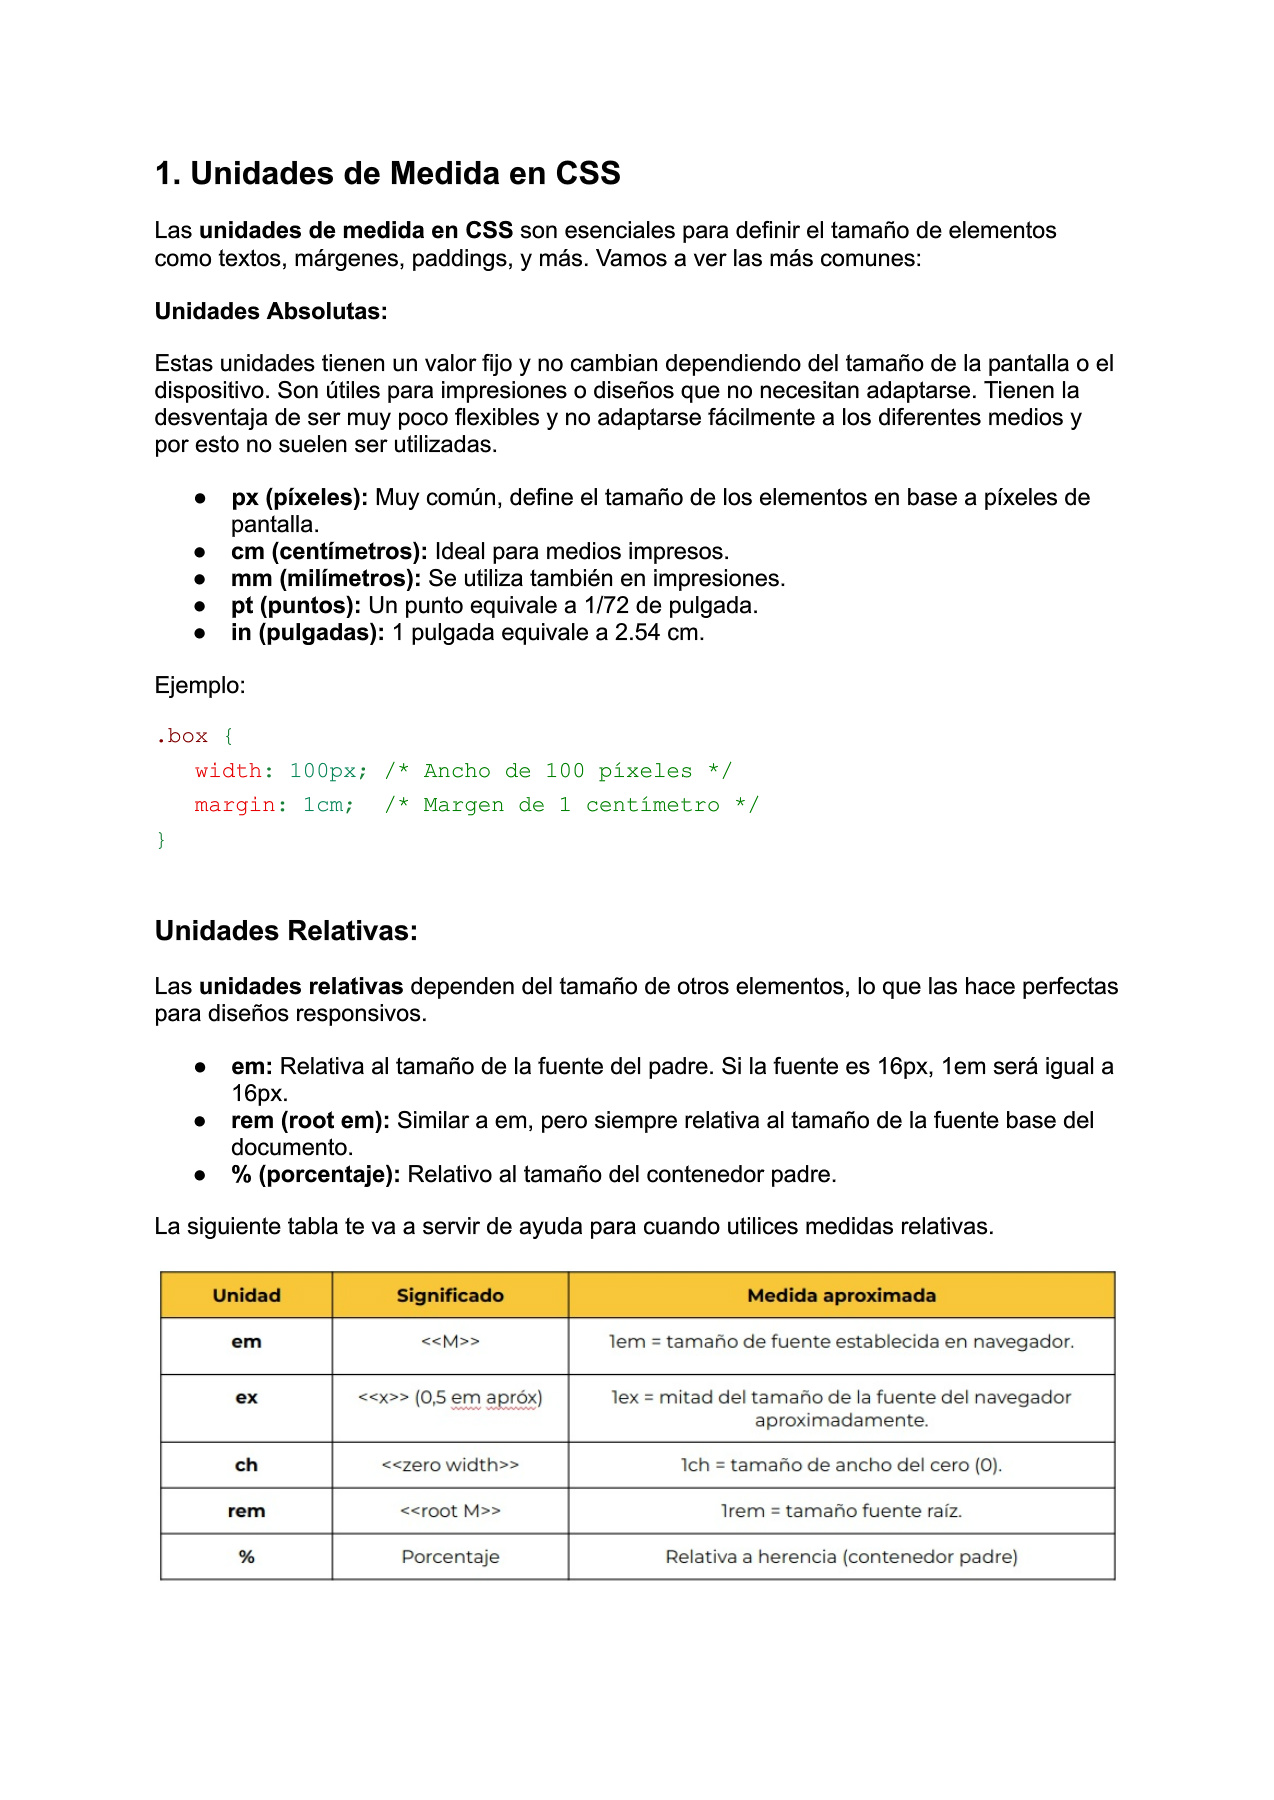 1. Unidades de Medida en CSS
Las unidades de medida en CSS son esenciales para definir el tamaño de elementos
como textos, márgenes, paddings, y más. Vamos a ver las más comunes:
Unidades Absolutas:
Estas unidades tienen un valor fijo y no cambian dependiendo del tamaño de la pantalla o el
dispositivo. Son útiles para impresiones o diseños que no necesitan adaptarse. Tienen la
desventaja de ser muy poco flexibles y no adaptarse fácilmente a los diferentes medios y
por esto no suelen ser utilizadas.
● px (píxeles): Muy común, define el tamaño de los elementos en base a píxeles de
pantalla.
● cm (centímetros): Ideal para medios impresos.
● mm (milímetros): Se utiliza también en impresiones.
● pt (puntos): Un punto equivale a 1/72 de pulgada.
● in (pulgadas): 1 pulgada equivale a 2.54 cm.
Ejemplo:
.box {
width: 100px; /* Ancho de 100 píxeles */
margin: 1cm; /* Margen de 1 centímetro */
}
Unidades Relativas:
Las unidades relativas dependen del tamaño de otros elementos, lo que las hace perfectas
para diseños responsivos.
● em: Relativa al tamaño de la fuente del padre. Si la fuente es 16px, 1em será igual a
16px.
● rem (root em): Similar a em, pero siempre relativa al tamaño de la fuente base del
documento.
● % (porcentaje): Relativo al tamaño del contenedor padre.
La siguiente tabla te va a servir de ayuda para cuando utilices medidas relativas.
Unidad Significado Medida aproximada
em <<M>> 1em = tamaño de fuente establecida en navegador.
ex <<x>> (0,5 em apróx) 1ex = mitad del tamaño de la fuente del navegador
aproximadamente.
ch <<zero width>> 1ch = tamaño de ancho del cero (0).
rem <<root M>> 1rem = tamaño fuente raíz.
% Porcentaje Relativa a herencia (contenedor padre)